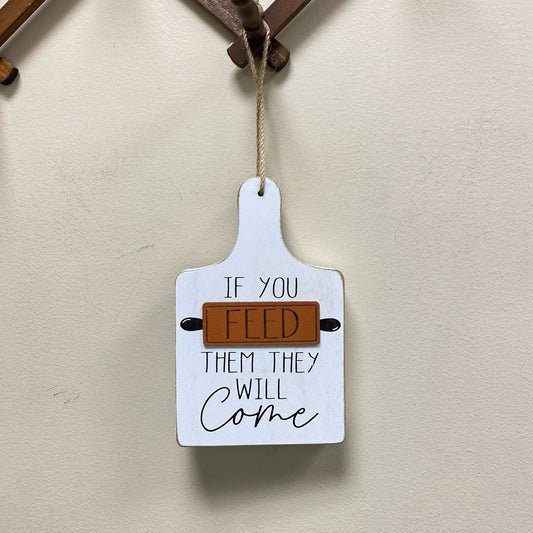 IF YOU
FEED
THEM THEY
WILL
Come